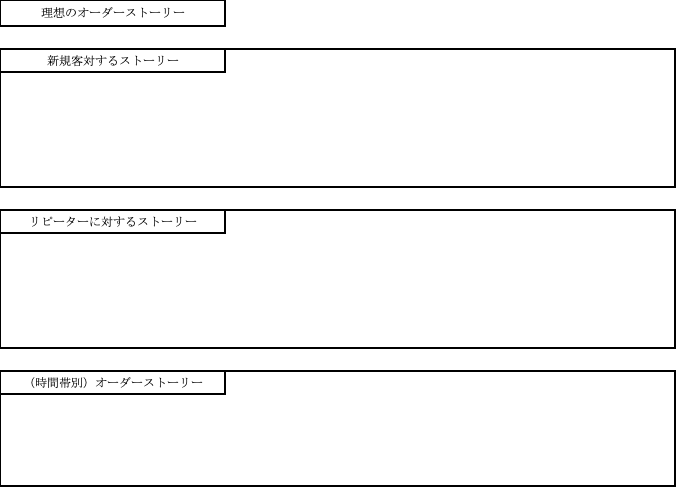 理想のオーダーストーリー
新規客対するストーリー
リピーターに対するストーリー
（時間帯別）オーダーストーリー